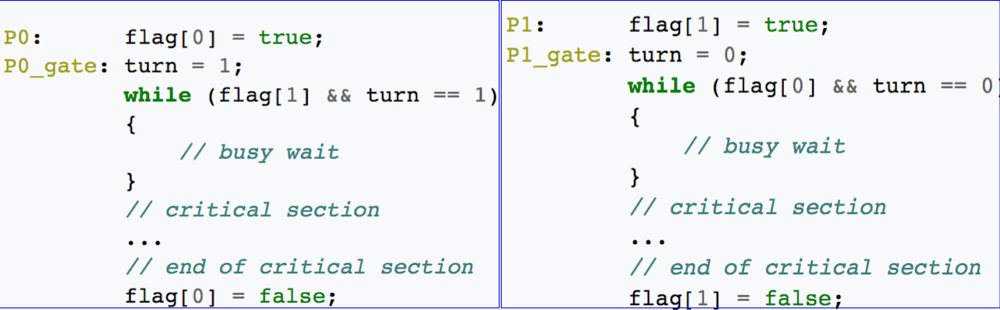 P0: flag[0] = true;
P0_gate: turn = 1;
while (flag[1] && turn == 1)
{
// busy wait
}
// critical section
...
// end of critical section
flag[0] = false;
P1: flag[1] = true;
P1_gate: turn = 0;
while (flag[0] && turn == 0)
{
// busy wait
}
// critical section
...
// end of critical section
flag[1] = false;